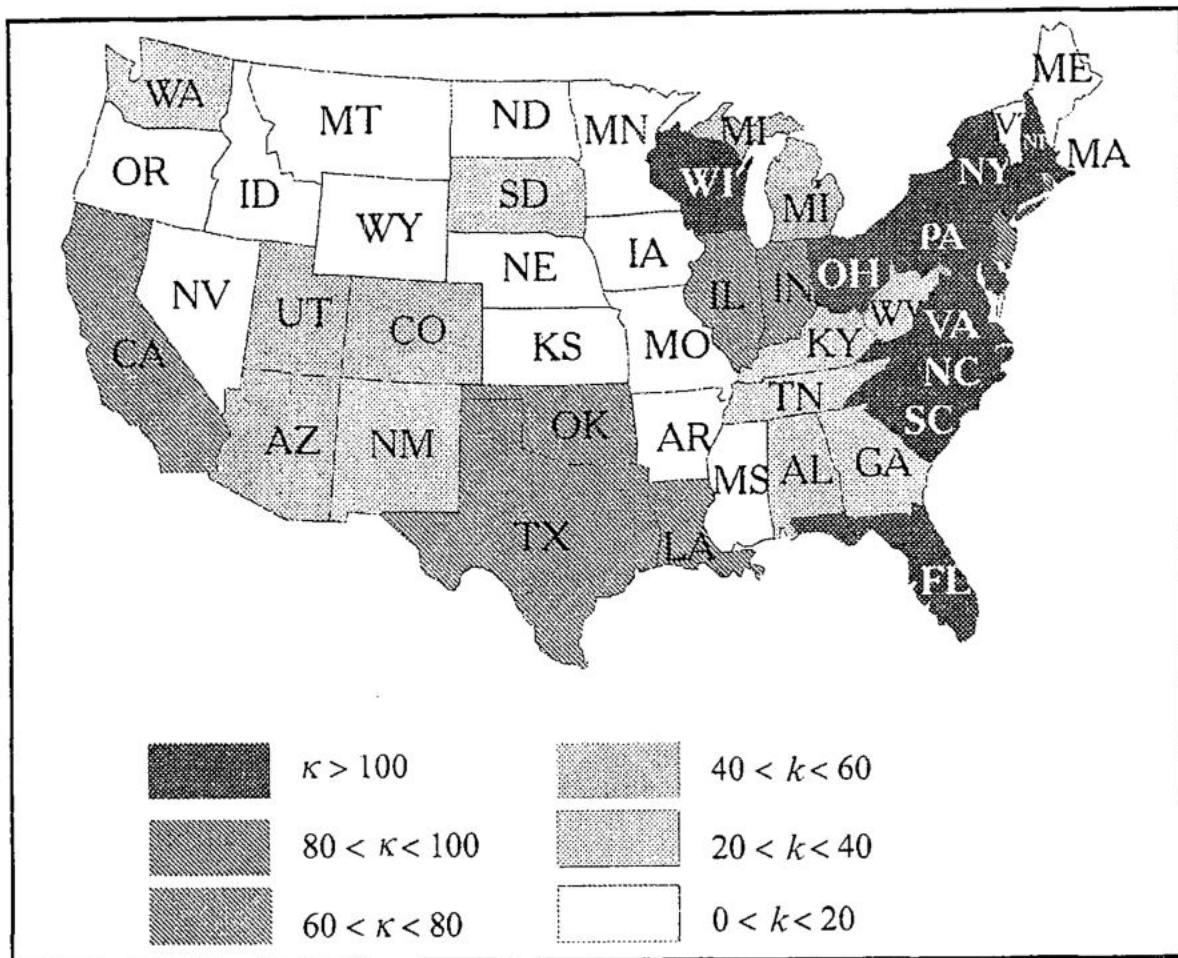 WA
MT
ND
MN
ME
OR
ID
SD
WI
MI
MI
NY
MA
WY
IA
PA
NV
NE
IL
IN
OH
UT
CO
KS
MO
KY
WV
VA
CA
NC
AZ
NM
OK
AR
TN
SC
MS
AL
GA
TX
LA
FL
κ > 100
80 < κ < 100
60 < κ < 80
40 < k < 60
20 < k < 40
0 < k < 20